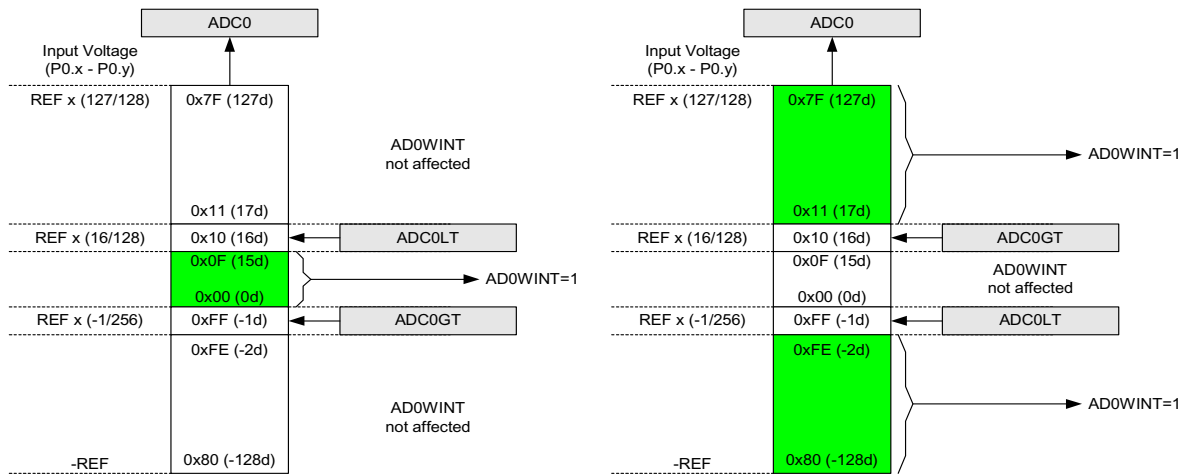 ADC0
Input Voltage
(P0.x - P0.y)
REF x (127/128)
0x7F (127d)
AD0WINT
not affected
0x11 (17d)
REF x (16/128)
0x10 (16d)
ADC0LT
0x0F (15d)
AD0WINT=1
0x00 (0d)
REF x (-1/256)
0xFF (-1d)
ADC0GT
0xFE (-2d)
AD0WINT
not affected
-REF
0x80 (-128d)
ADC0
Input Voltage
(P0.x - P0.y)
REF x (127/128)
0x7F (127d)
AD0WINT=1
0x11 (17d)
REF x (16/128)
0x10 (16d)
ADC0GT
0x0F (15d)
AD0WINT
not affected
0x00 (0d)
REF x (-1/256)
0xFF (-1d)
ADC0LT
0xFE (-2d)
AD0WINT=1
-REF
0x80 (-128d)